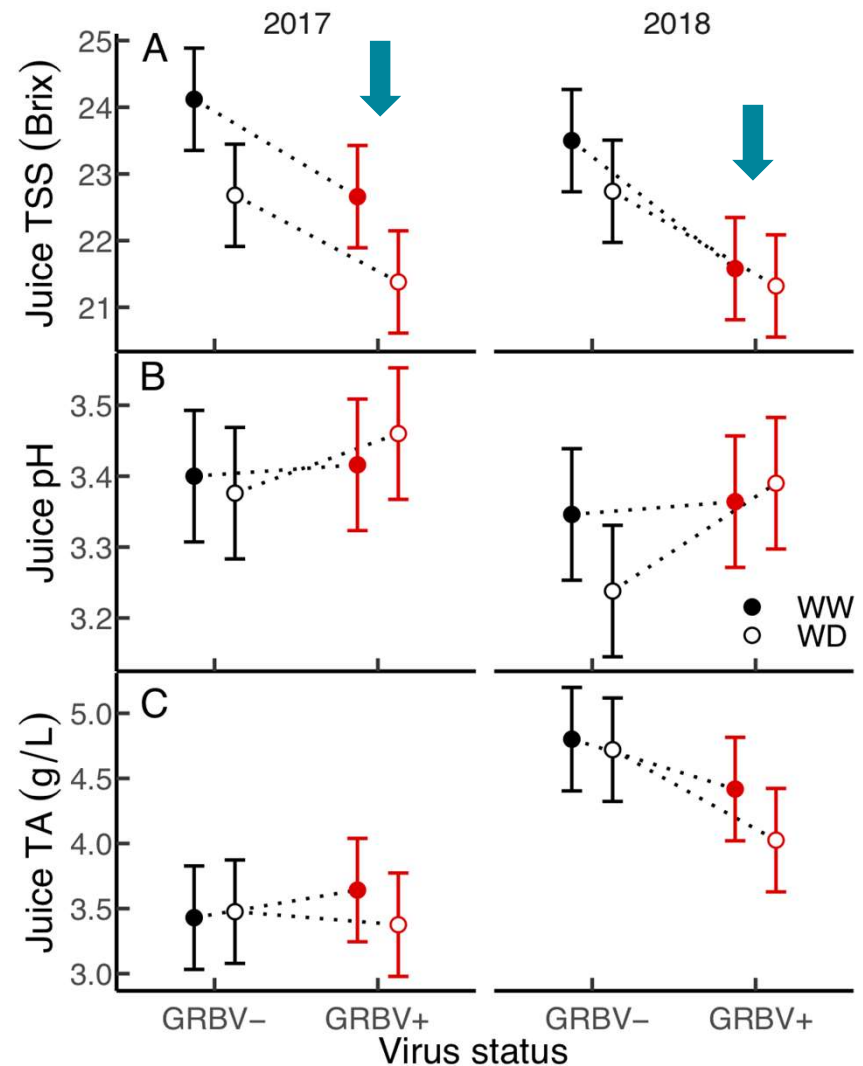 2017
2018
A
Juice TSS (Brix)
25
24
23
22
21
B
Juice pH
3.5
3.4
3.3
3.2
WW
WD
C
Juice TA (g/L)
5.0
4.5
4.0
3.5
3.0
GRBV− GRBV+ GRBV− GRBV+
Virus status